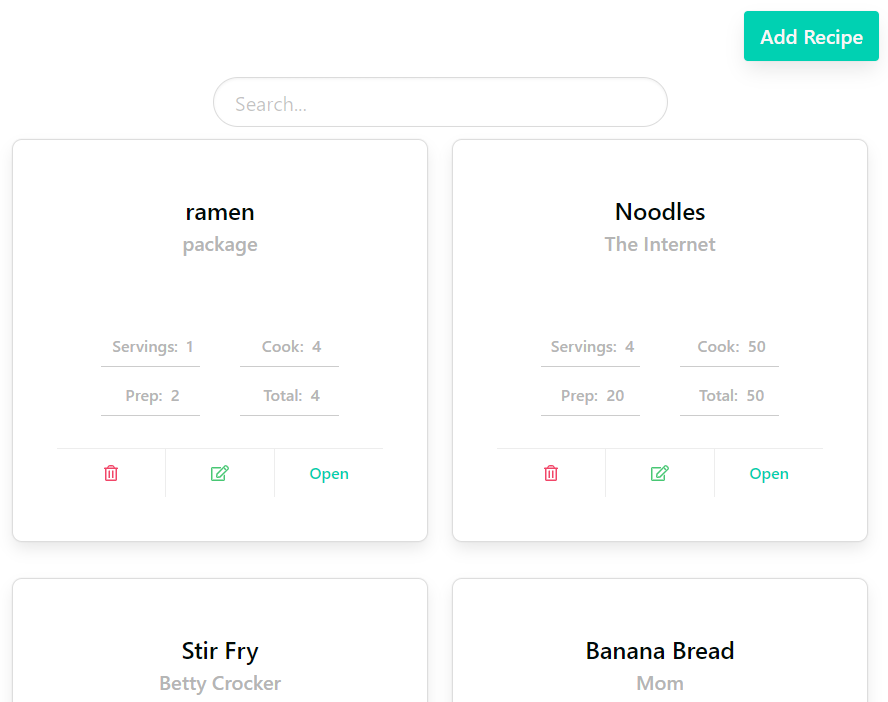 Add Recipe
Search...
ramen
package
Servings: 1 Cook: 4
Prep: 2 Total: 4
Open
Noodles
The Internet
Servings: 4 Cook: 50
Prep: 20 Total: 50
Open
Stir Fry
Betty Crocker
Banana Bread
Mom